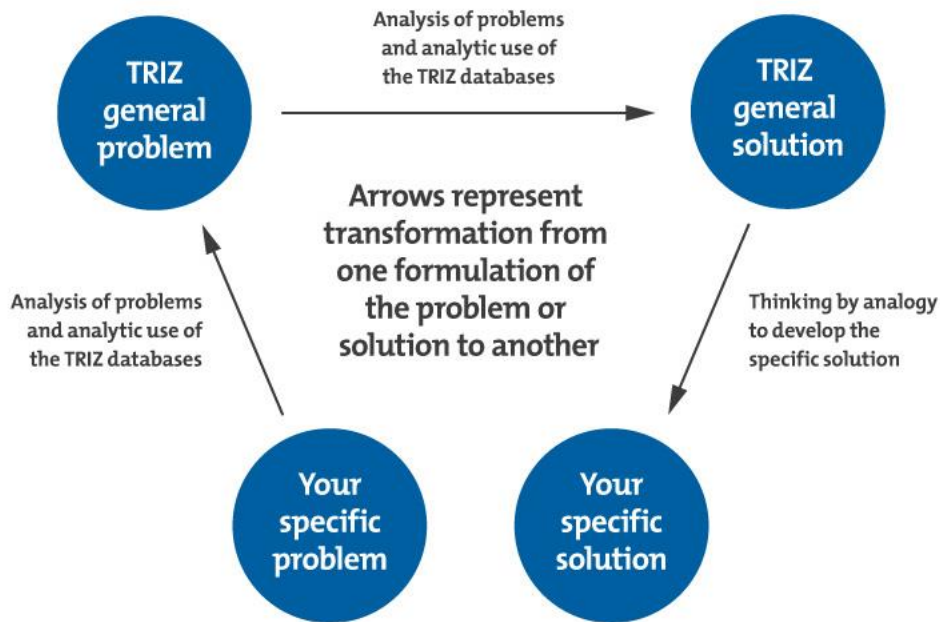 Analysis of problems
and analytic use of
the TRIZ databases
TRIZ
general
problem
TRIZ
general
solution
Arrows represent
transformation from
one formulation of
the problem or
solution to another
Analysis of problems
and analytic use of
the TRIZ databases
Thinking by analogy
to develop the
specific solution
Your
specific
problem
Your
specific
solution